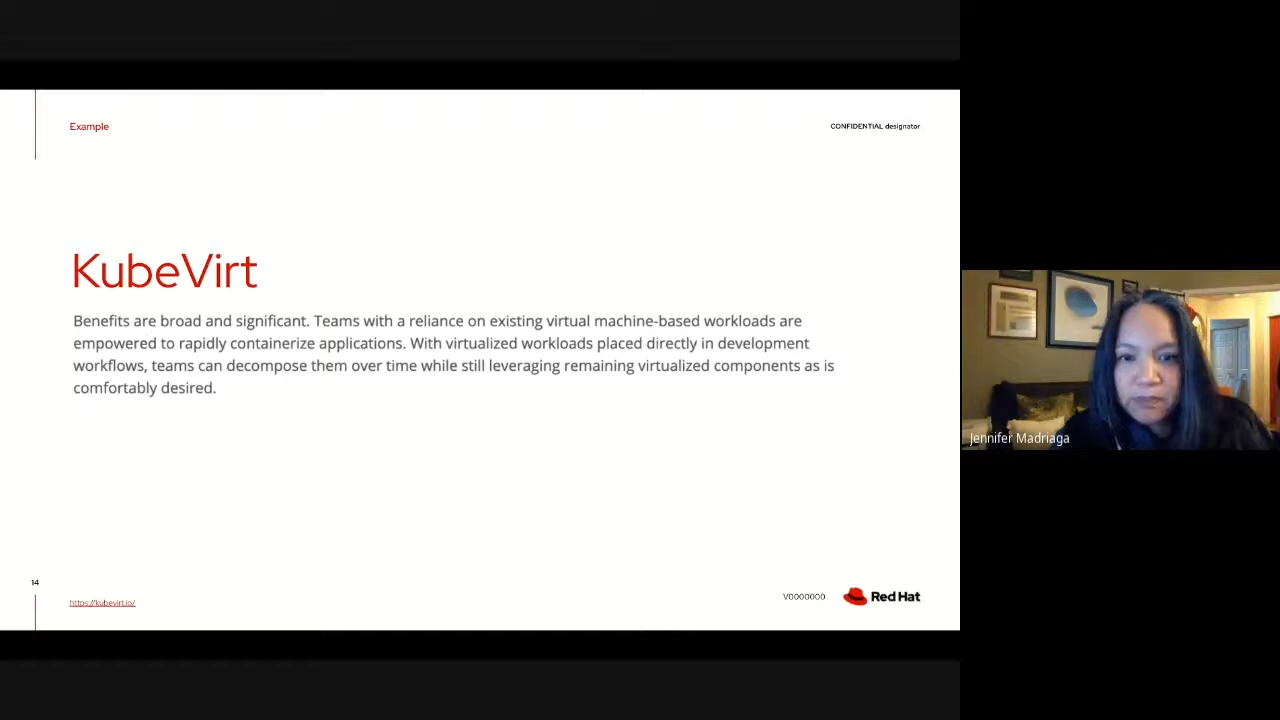 Example
CONFIDENTIAL designator
KubeVirt
Benefits are broad and significant. Teams with a reliance on existing virtual machine-based workloads are
empowered to rapidly containerize applications. With virtualized workloads placed directly in development
workflows, teams can decompose them over time while still leveraging remaining virtualized components as is
comfortably desired.
Jennifer Madriaga
14
https://kubevirt.io/
V0000000
Red Hat